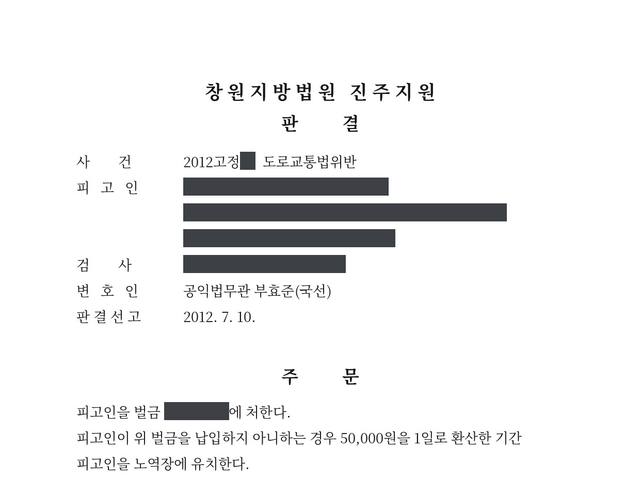 창원지방법원 진주지원
판 결
사 건 2012고정 도로교통법위반
피 고 인
검 사
변 호 인 공익법무관 부효준(국선)
판결선고 2012. 7. 10.
주 문
피고인을 벌금 에 처한다.
피고인이 위 벌금을 납입하지 아니하는 경우 50,000원을 1일로 환산한 기간
피고인을 노역장에 유치한다.